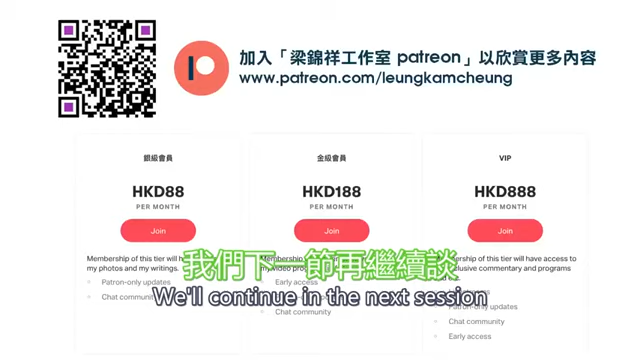 加入「梁錦祥工作室 patreon」以欣賞更多內容
www.patreon.com/leungkamcheung
銀級會員
HKD88
PER MONTH
Join
Membership of this tier will have
my photos and my writings.
Patron-only updates
Chat community
金級會員
HKD188
PER MONTH
Join
Membership
my video
Early access
Chat community
VIP
HKD888
PER MONTH
Join
Membership of this tier will have access to
exclusive commentary and programs
Patron-only updates
Chat community
Early access
我們下一節再繼續談
We'll continue in the next session